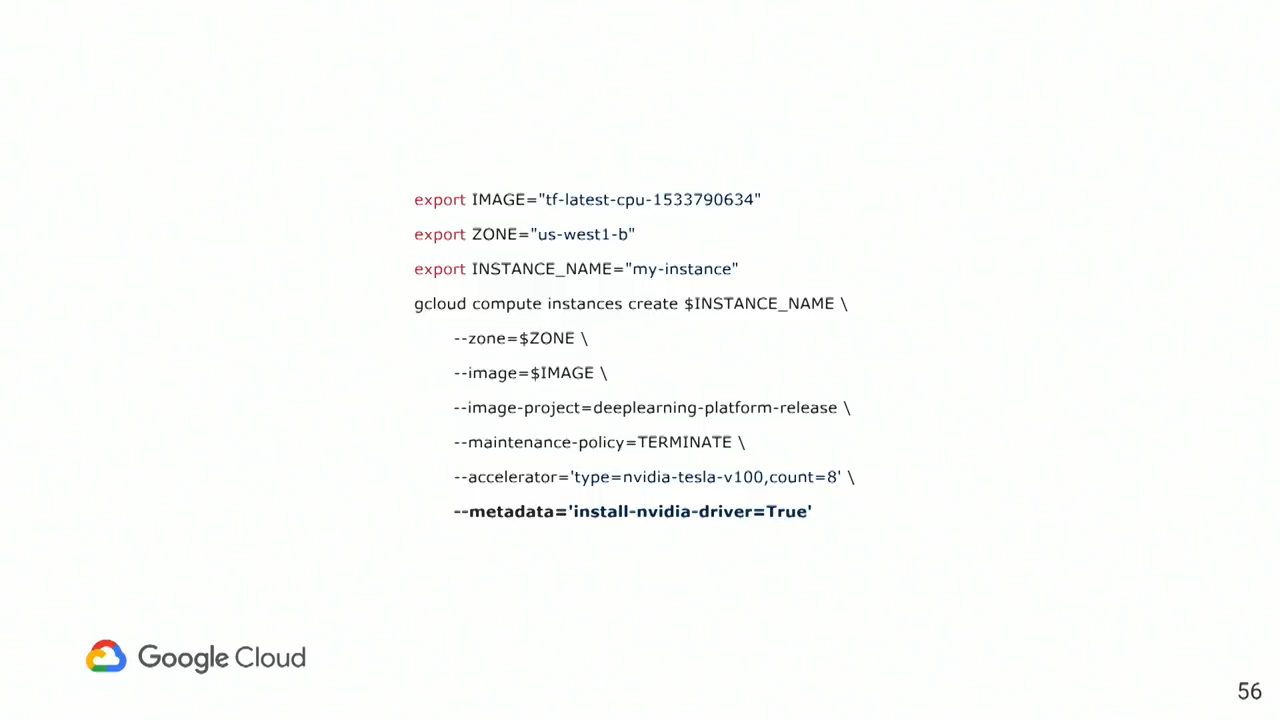 export IMAGE="tf-latest-cpu-1533790634"
export ZONE="us-west1-b"
export INSTANCE_NAME="my-instance"
gcloud compute instances create $INSTANCE_NAME \
--zone=$ZONE \
--image=$IMAGE \
--image-project=deeplearning-platform-release \
--maintenance-policy=TERMINATE \
--accelerator='type=nvidia-tesla-v100,count=8' \
--metadata='install-nvidia-driver=True'
Google Cloud
56